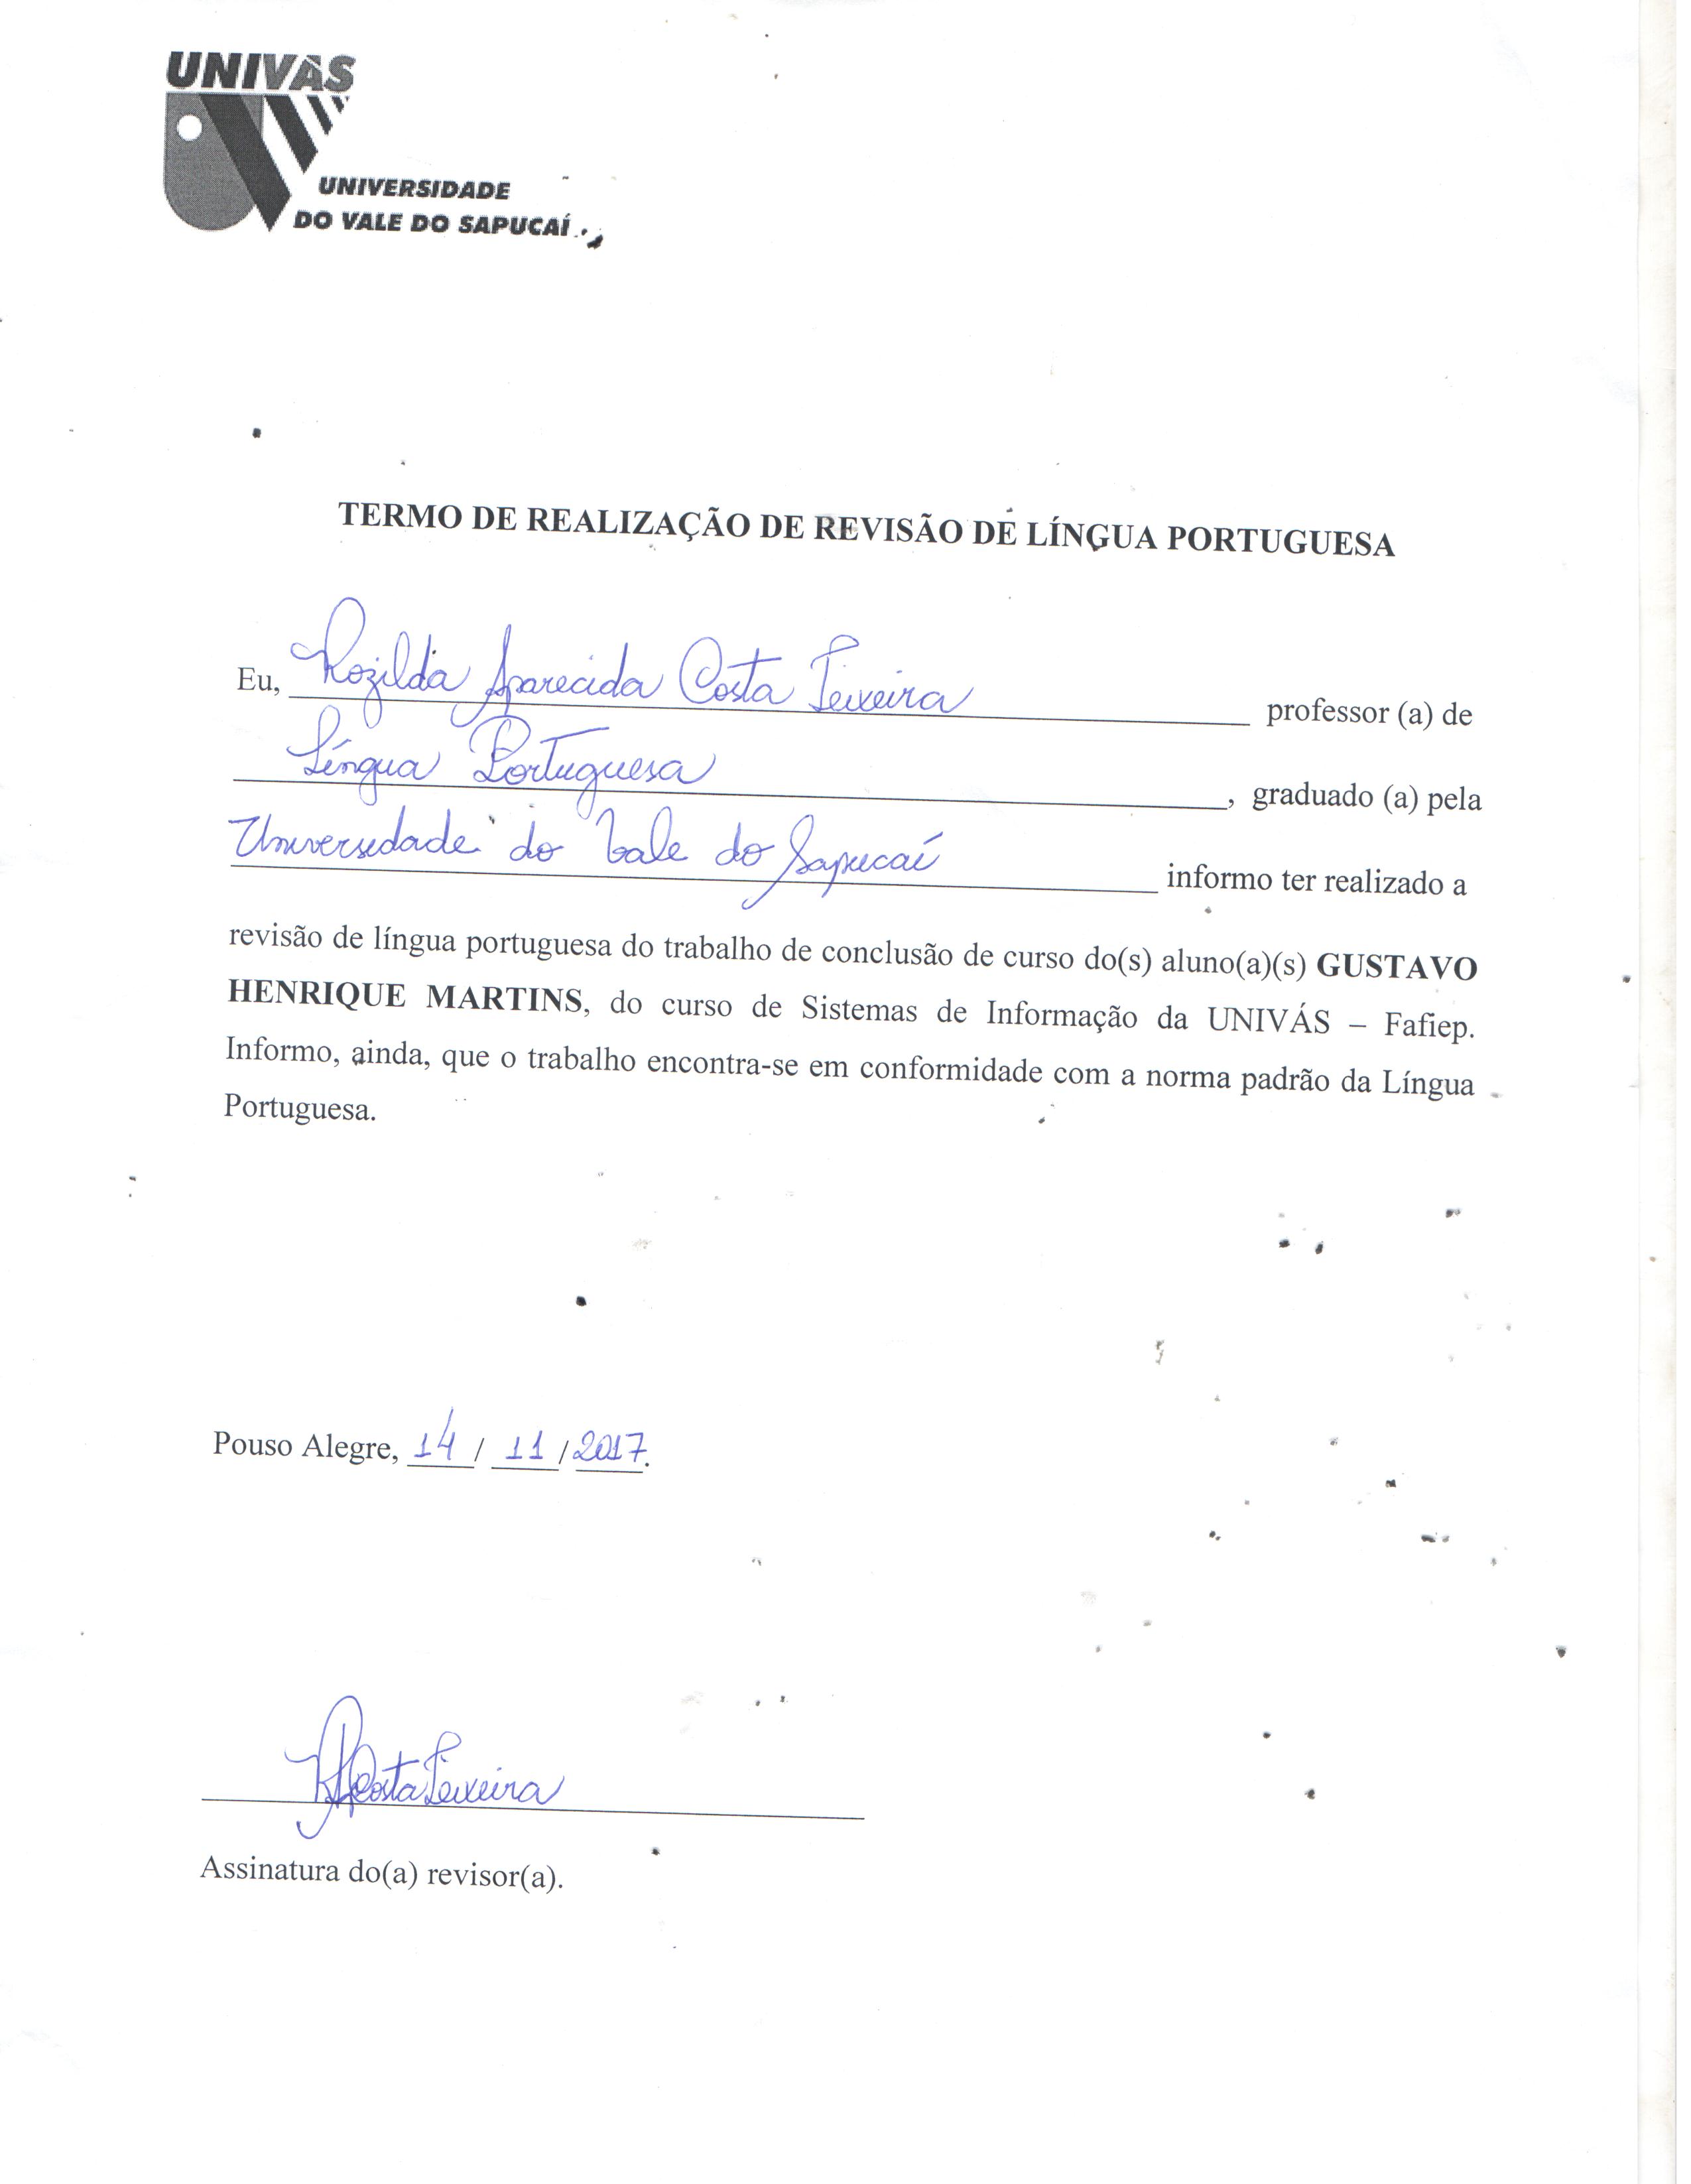 UNIVÁS
UNIVERSIDADE
DO VALE DO SAPUCAÍ
TERMO DE REALIZAÇÃO DE REVISÃO DE LÍNGUA PORTUGUESA
Eu, Rozilda Aparecida Costa Teixeira professor (a) de
Língua Portuguesa, graduado (a) pela
Universidade do Vale do Sapucaí informo ter realizado a
revisão de língua portuguesa do trabalho de conclusão de curso do(s) aluno(a)(s) GUSTAVO
HENRIQUE MARTINS, do curso de Sistemas de Informação da UNIVÁS – Fafiep.
Informo, ainda, que o trabalho encontra-se em conformidade com a norma padrão da Língua
Portuguesa.
Pouso Alegre, 14 / 11 / 2017.
RACosta Teixeira
Assinatura do(a) revisor(a).